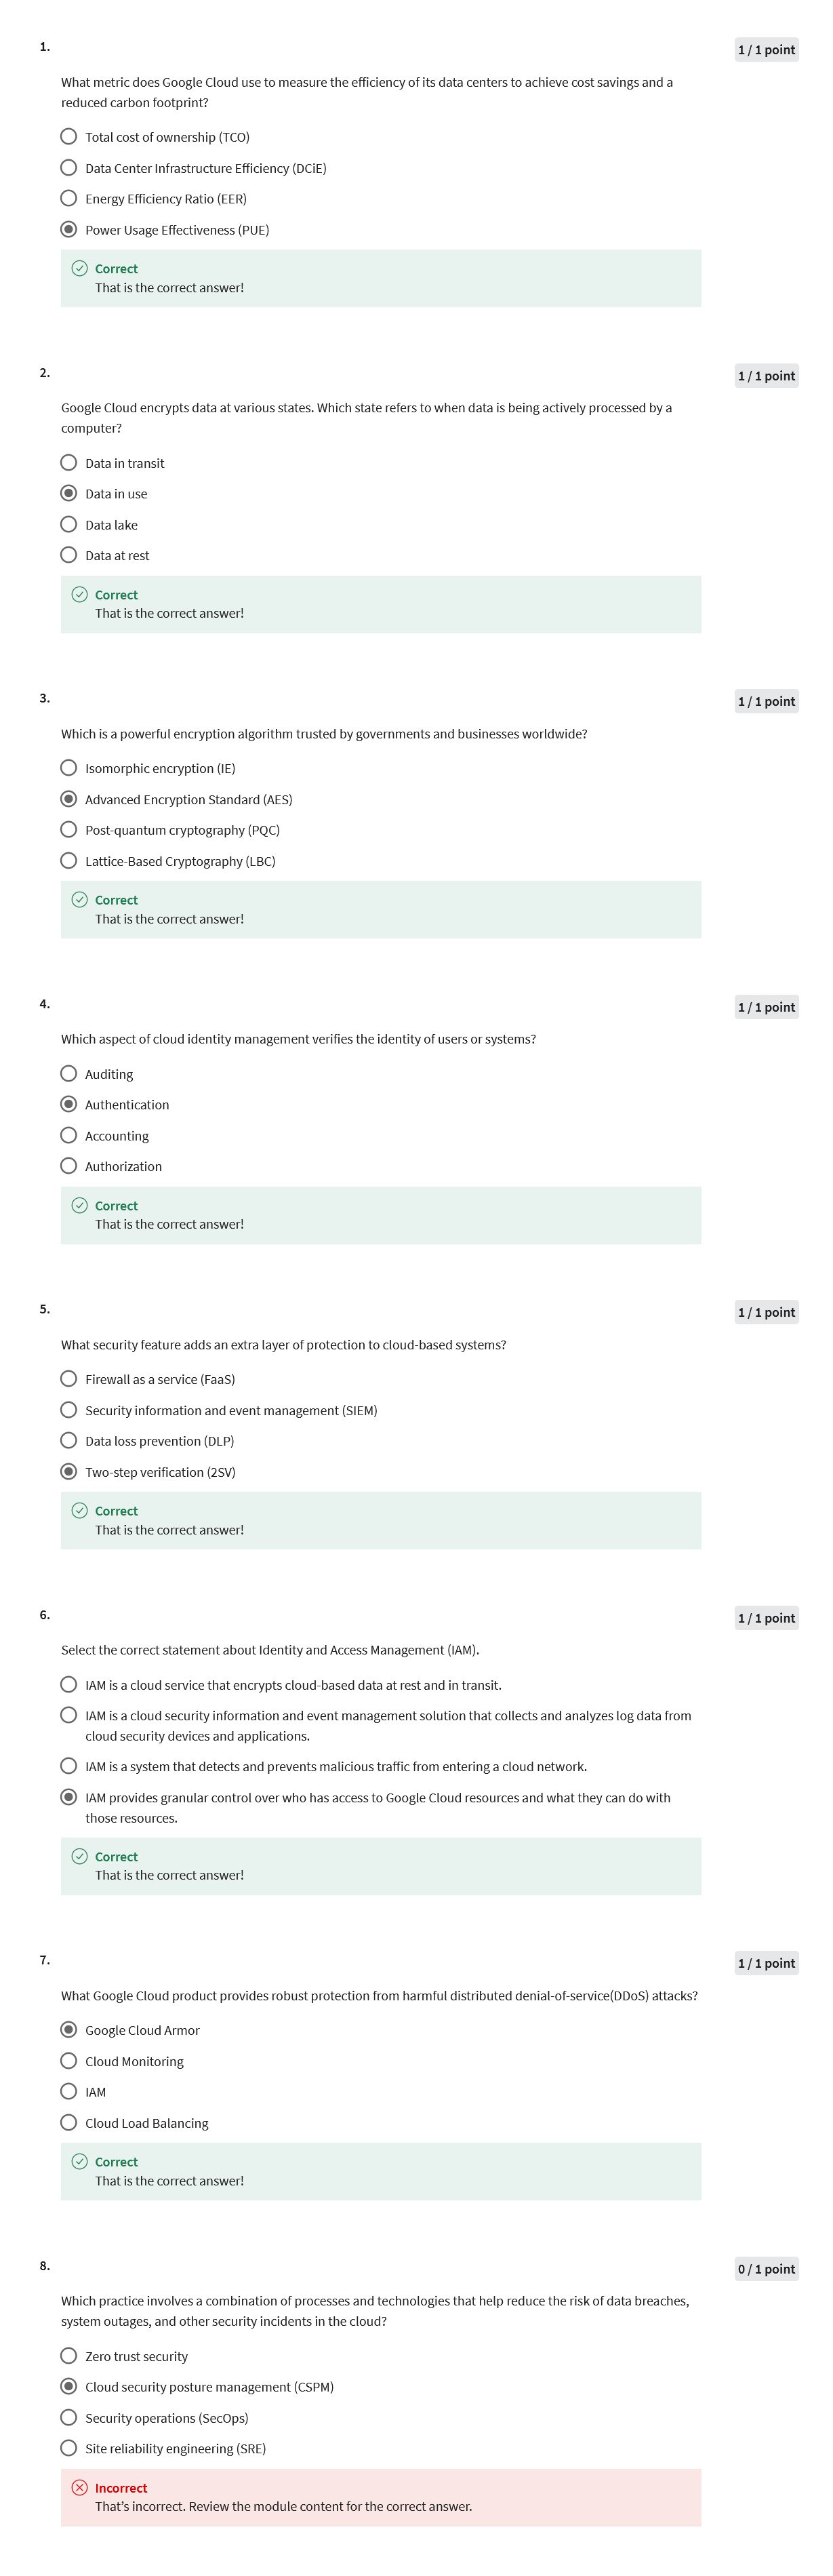 1.
1 / 1 point
What metric does Google Cloud use to measure the efficiency of its data centers to achieve cost savings and a
reduced carbon footprint?
Total cost of ownership (TCO)
Data Center Infrastructure Efficiency (DCiE)
Energy Efficiency Ratio (EER)
Power Usage Effectiveness (PUE)
Correct
That is the correct answer!
2.
1 / 1 point
Google Cloud encrypts data at various states. Which state refers to when data is being actively processed by a
computer?
Data in transit
Data in use
Data lake
Data at rest
Correct
That is the correct answer!
3.
1 / 1 point
Which is a powerful encryption algorithm trusted by governments and businesses worldwide?
Isomorphic encryption (IE)
Advanced Encryption Standard (AES)
Post-quantum cryptography (PQC)
Lattice-Based Cryptography (LBC)
Correct
That is the correct answer!
4.
1 / 1 point
Which aspect of cloud identity management verifies the identity of users or systems?
Auditing
Authentication
Accounting
Authorization
Correct
That is the correct answer!
5.
1 / 1 point
What security feature adds an extra layer of protection to cloud-based systems?
Firewall as a service (FaaS)
Security information and event management (SIEM)
Data loss prevention (DLP)
Two-step verification (2SV)
Correct
That is the correct answer!
6.
1 / 1 point
Select the correct statement about Identity and Access Management (IAM).
IAM is a cloud service that encrypts cloud-based data at rest and in transit.
IAM is a cloud security information and event management solution that collects and analyzes log data from
cloud security devices and applications.
IAM is a system that detects and prevents malicious traffic from entering a cloud network.
IAM provides granular control over who has access to Google Cloud resources and what they can do with
those resources.
Correct
That is the correct answer!
7.
1 / 1 point
What Google Cloud product provides robust protection from harmful distributed denial-of-service(DDoS) attacks?
Google Cloud Armor
Cloud Monitoring
IAM
Cloud Load Balancing
Correct
That is the correct answer!
8.
0 / 1 point
Which practice involves a combination of processes and technologies that help reduce the risk of data breaches,
system outages, and other security incidents in the cloud?
Zero trust security
Cloud security posture management (CSPM)
Security operations (SecOps)
Site reliability engineering (SRE)
Incorrect
That’s incorrect. Review the module content for the correct answer.